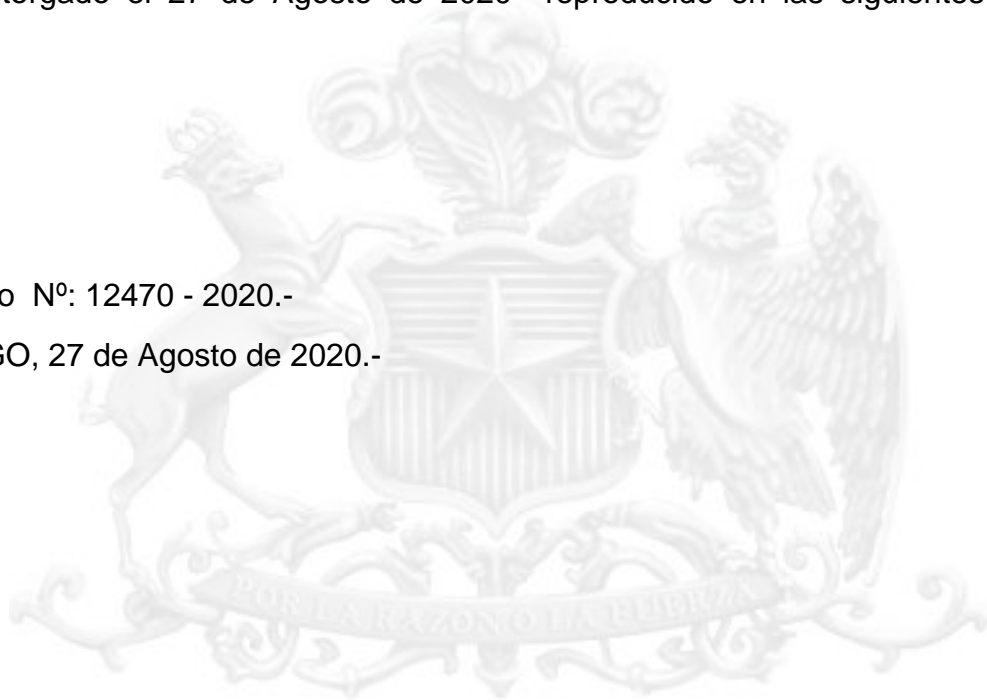 torgado el 27 de Agosto de 2020 reproducido en las siguientes
o Nº: 12470 - 2020.-
GO, 27 de Agosto de 2020.-
POR LA RAZON O LA FUERZA